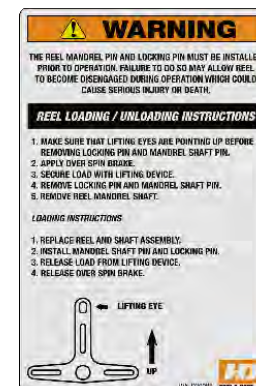 WARNING
THE REEL MANDREL PIN AND LOCKING PIN MUST BE INSTALLE
PRIOR TO OPERATION. FAILURE TO DO SO MAY ALLOW REEL
TO BECOME DISENGAGED DURING OPERATION WHICH COULD
CAUSE SERIOUS INJURY OR DEATH.
REEL LOADING / UNLOADING INSTRUCTIONS
1. MAKE SURE THAT LIFTING EYES ARE POINTING UP BEFORE
REMOVING LOCKING PIN AND MANDREL SHAFT PIN.
2. APPLY OVER SPIN BRAKE.
3. SECURE LOAD WITH LIFTING DEVICE.
4. REMOVE LOCKING PIN AND MANDREL SHAFT PIN.
5. REMOVE REEL MANDREL SHAFT.
LOADING INSTRUCTIONS
1. REPLACE REEL AND SHAFT ASSEMBLY.
2. INSTALL MANDREL SHAFT PIN AND LOCKING PIN.
3. RELEASE LOAD FROM LIFTING DEVICE.
4. RELEASE OVER SPIN BRAKE.
LIFTING EYE
UP